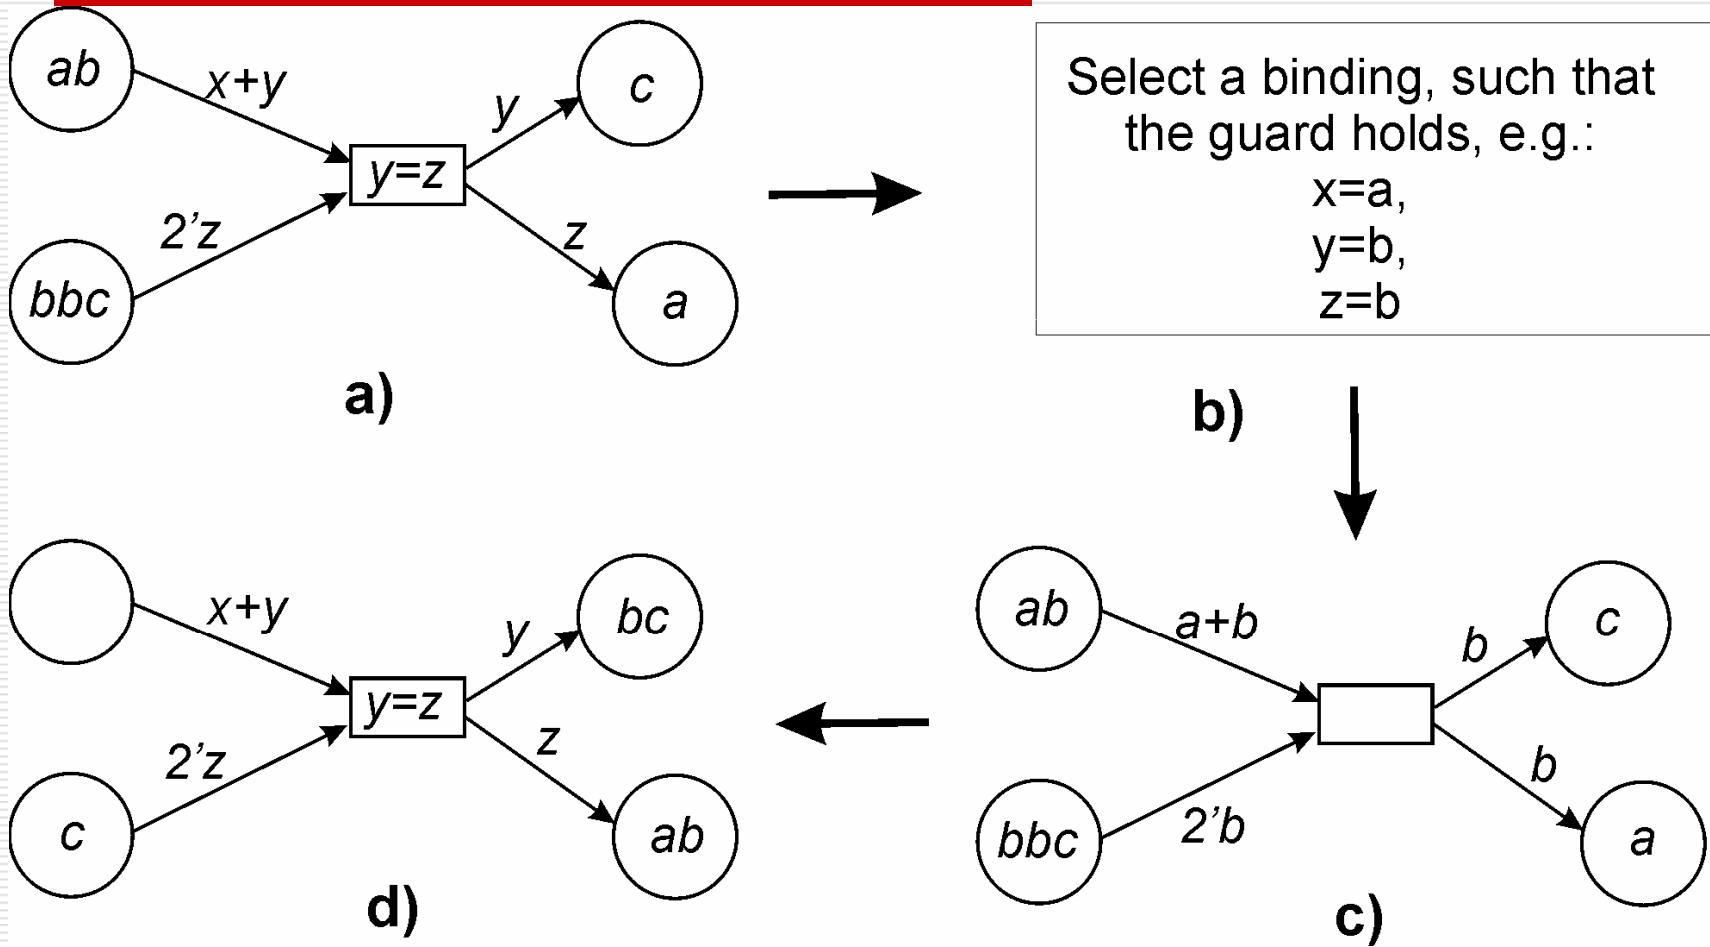 ab
x+y
y
c
y=z
2’z
z
bbc
a
a)
Select a binding, such that
the guard holds, e.g.:
x=a,
y=b,
z=b
b)
ab
a+b
b
c
bbc
2’b
b
a
c)
x+y
y
bc
y=z
2’z
z
c
ab
d)